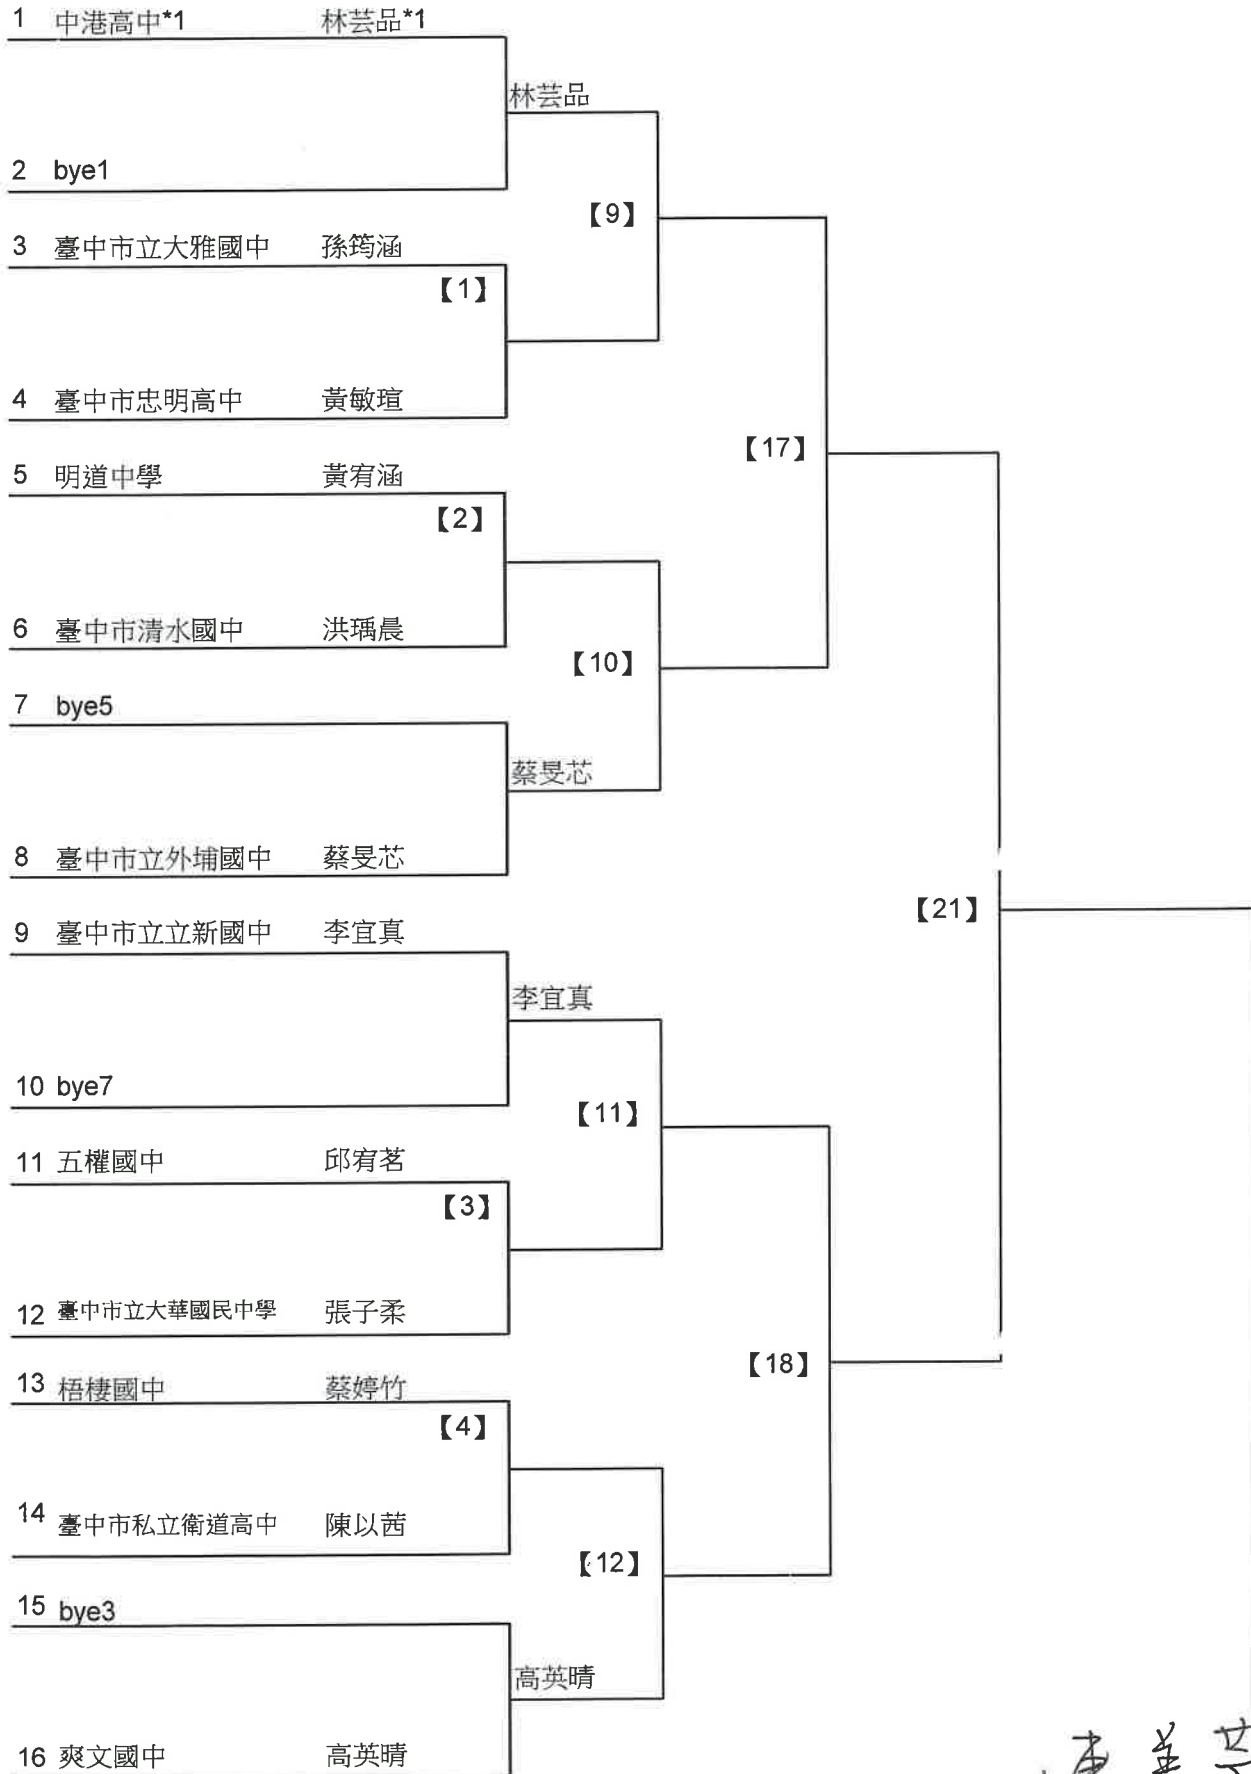 1 中港高中*1 林芸品*1
林芸品
2 bye1
【9】
3 臺中市立大雅國中 孫筠涵
【1】
4 臺中市忠明高中 黃敏瑄
【17】
5 明道中學 黃宥涵
【2】
6 臺中市清水國中 洪瑀晨
【10】
7 bye5
蔡旻芯
8 臺中市立外埔國中 蔡旻芯
【21】
9 臺中市立立新國中 李宜真
李宜真
10 bye7
【11】
11 五權國中 邱宥茗
【3】
12 臺中市立大華國民中學 張子柔
【18】
13 梧棲國中 蔡婷竹
【4】
14 臺中市私立衛道高中 陳以茜
【12】
15 bye3
高英晴
16 爽文國中 高英晴